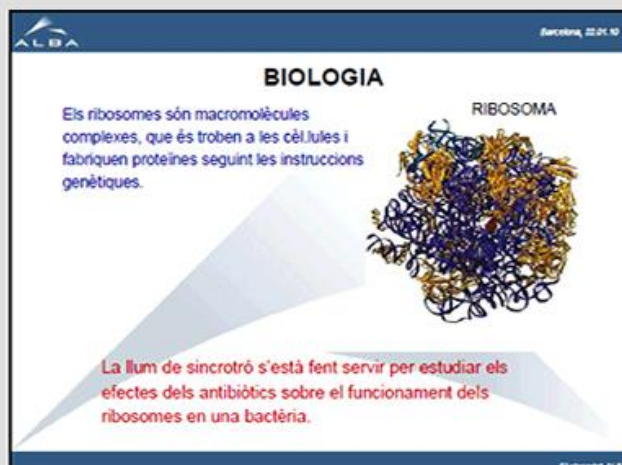 ALBA
Barcelona, 22.01.10
BIOLOGIA
Els ribosomes són macromolècules
complexes, que és troben a les cèl.lules i
fabriquen proteïnes seguint les instruccions
genètiques.
RIBOSOMA
La llum de sincrotró s'està fent servir per estudiar els
efectes dels antibiòtics sobre el funcionament dels
ribosomes en una bactèria.